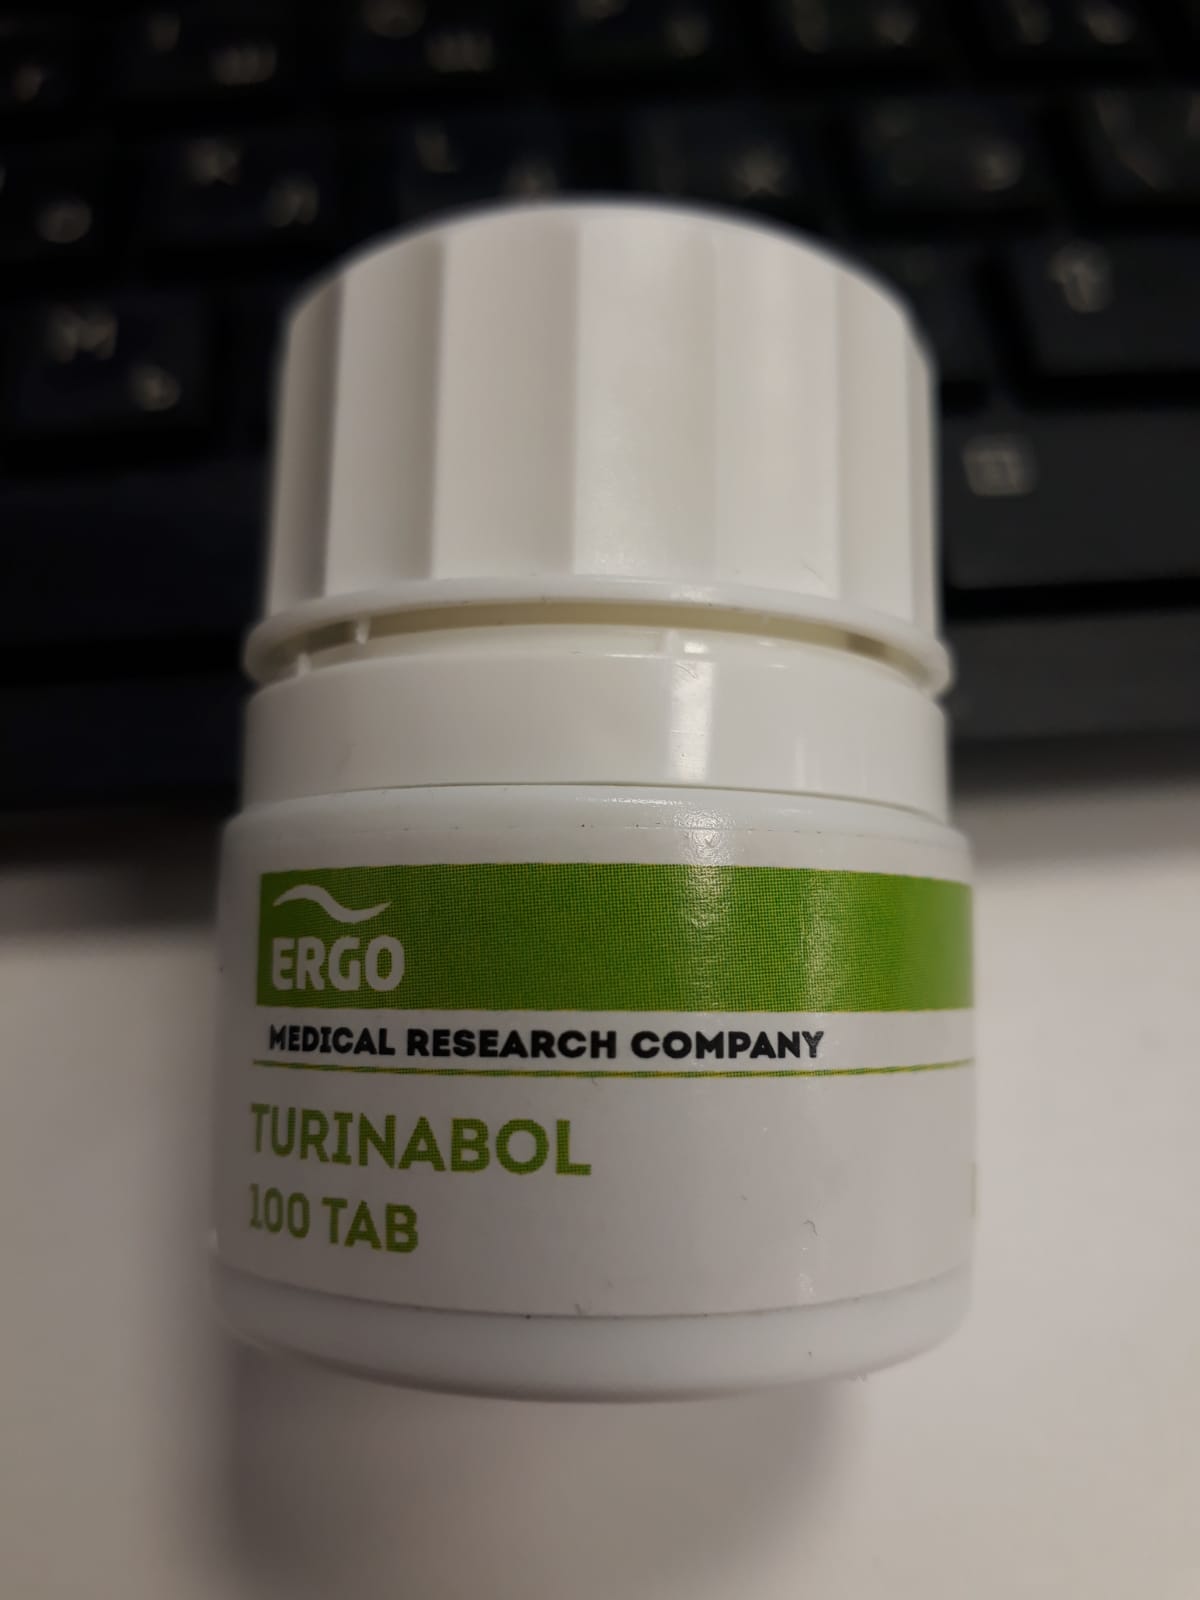 ERGO
MEDICAL RESEARCH COMPANY
TURINABOL
100 TAB